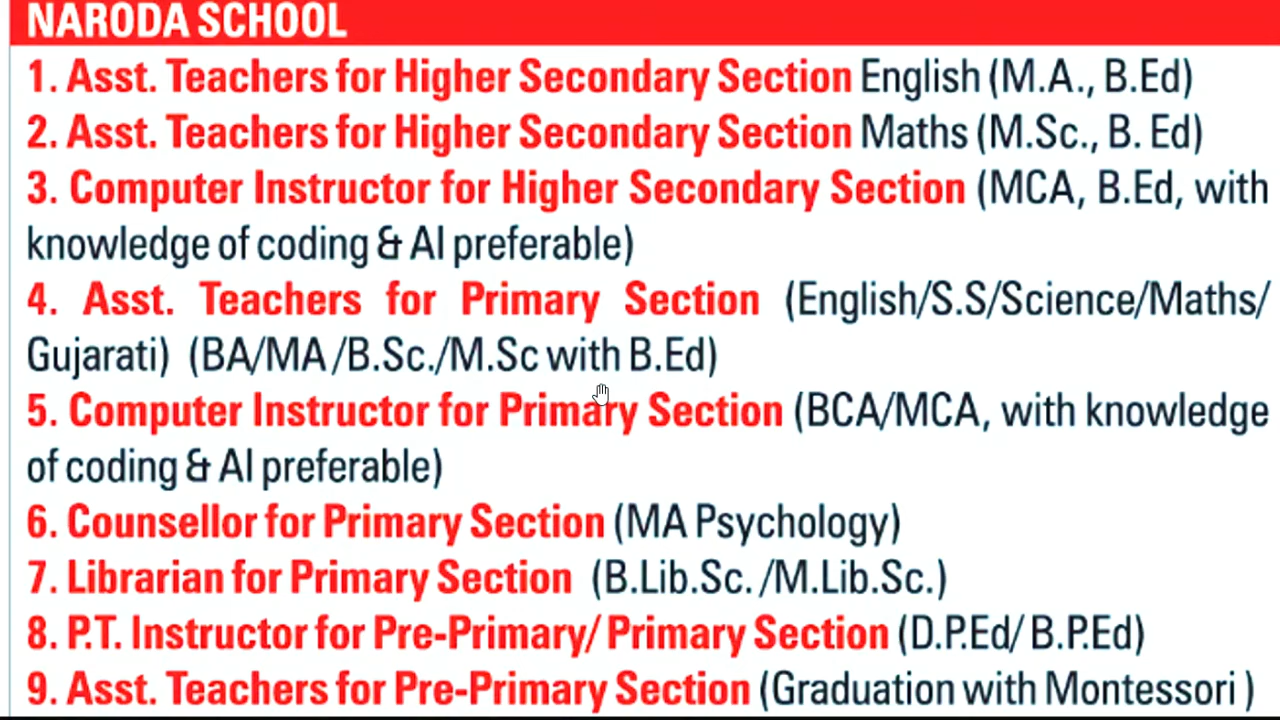 NARODA SCHOOL
1. Asst. Teachers for Higher Secondary Section English (M.A., B.Ed)
2. Asst. Teachers for Higher Secondary Section Maths (M.Sc., B. Ed)
3. Computer Instructor for Higher Secondary Section (MCA, B.Ed, with
knowledge of coding & AI preferable)
4. Asst. Teachers for Primary Section (English/S.S/Science/Maths/
Gujarati) (BA/MA/B.Sc./M.Sc with B.Ed)
5. Computer Instructor for Primary Section (BCA/MCA, with knowledge
of coding & AI preferable)
6. Counsellor for Primary Section (MA Psychology)
7. Librarian for Primary Section (B.Lib.Sc. /M.Lib.Sc.)
8. P.T. Instructor for Pre-Primary/ Primary Section (D.P.Ed/ B.P.Ed)
9. Asst. Teachers for Pre-Primary Section (Graduation with Montessori )